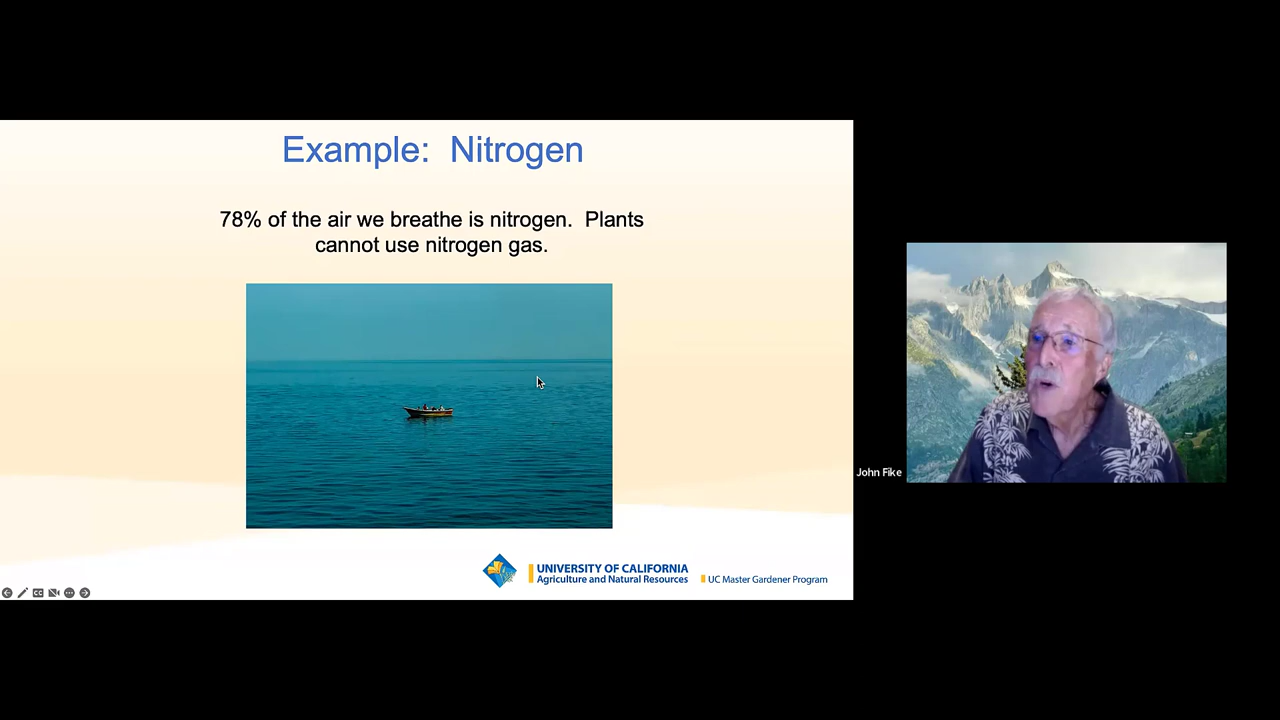 Example:  Nitrogen
78% of the air we breathe is nitrogen.  Plants
cannot use nitrogen gas.
UNIVERSITY OF CALIFORNIA
Agriculture and Natural Resources
UC Master Gardener Program
John Fike
CC